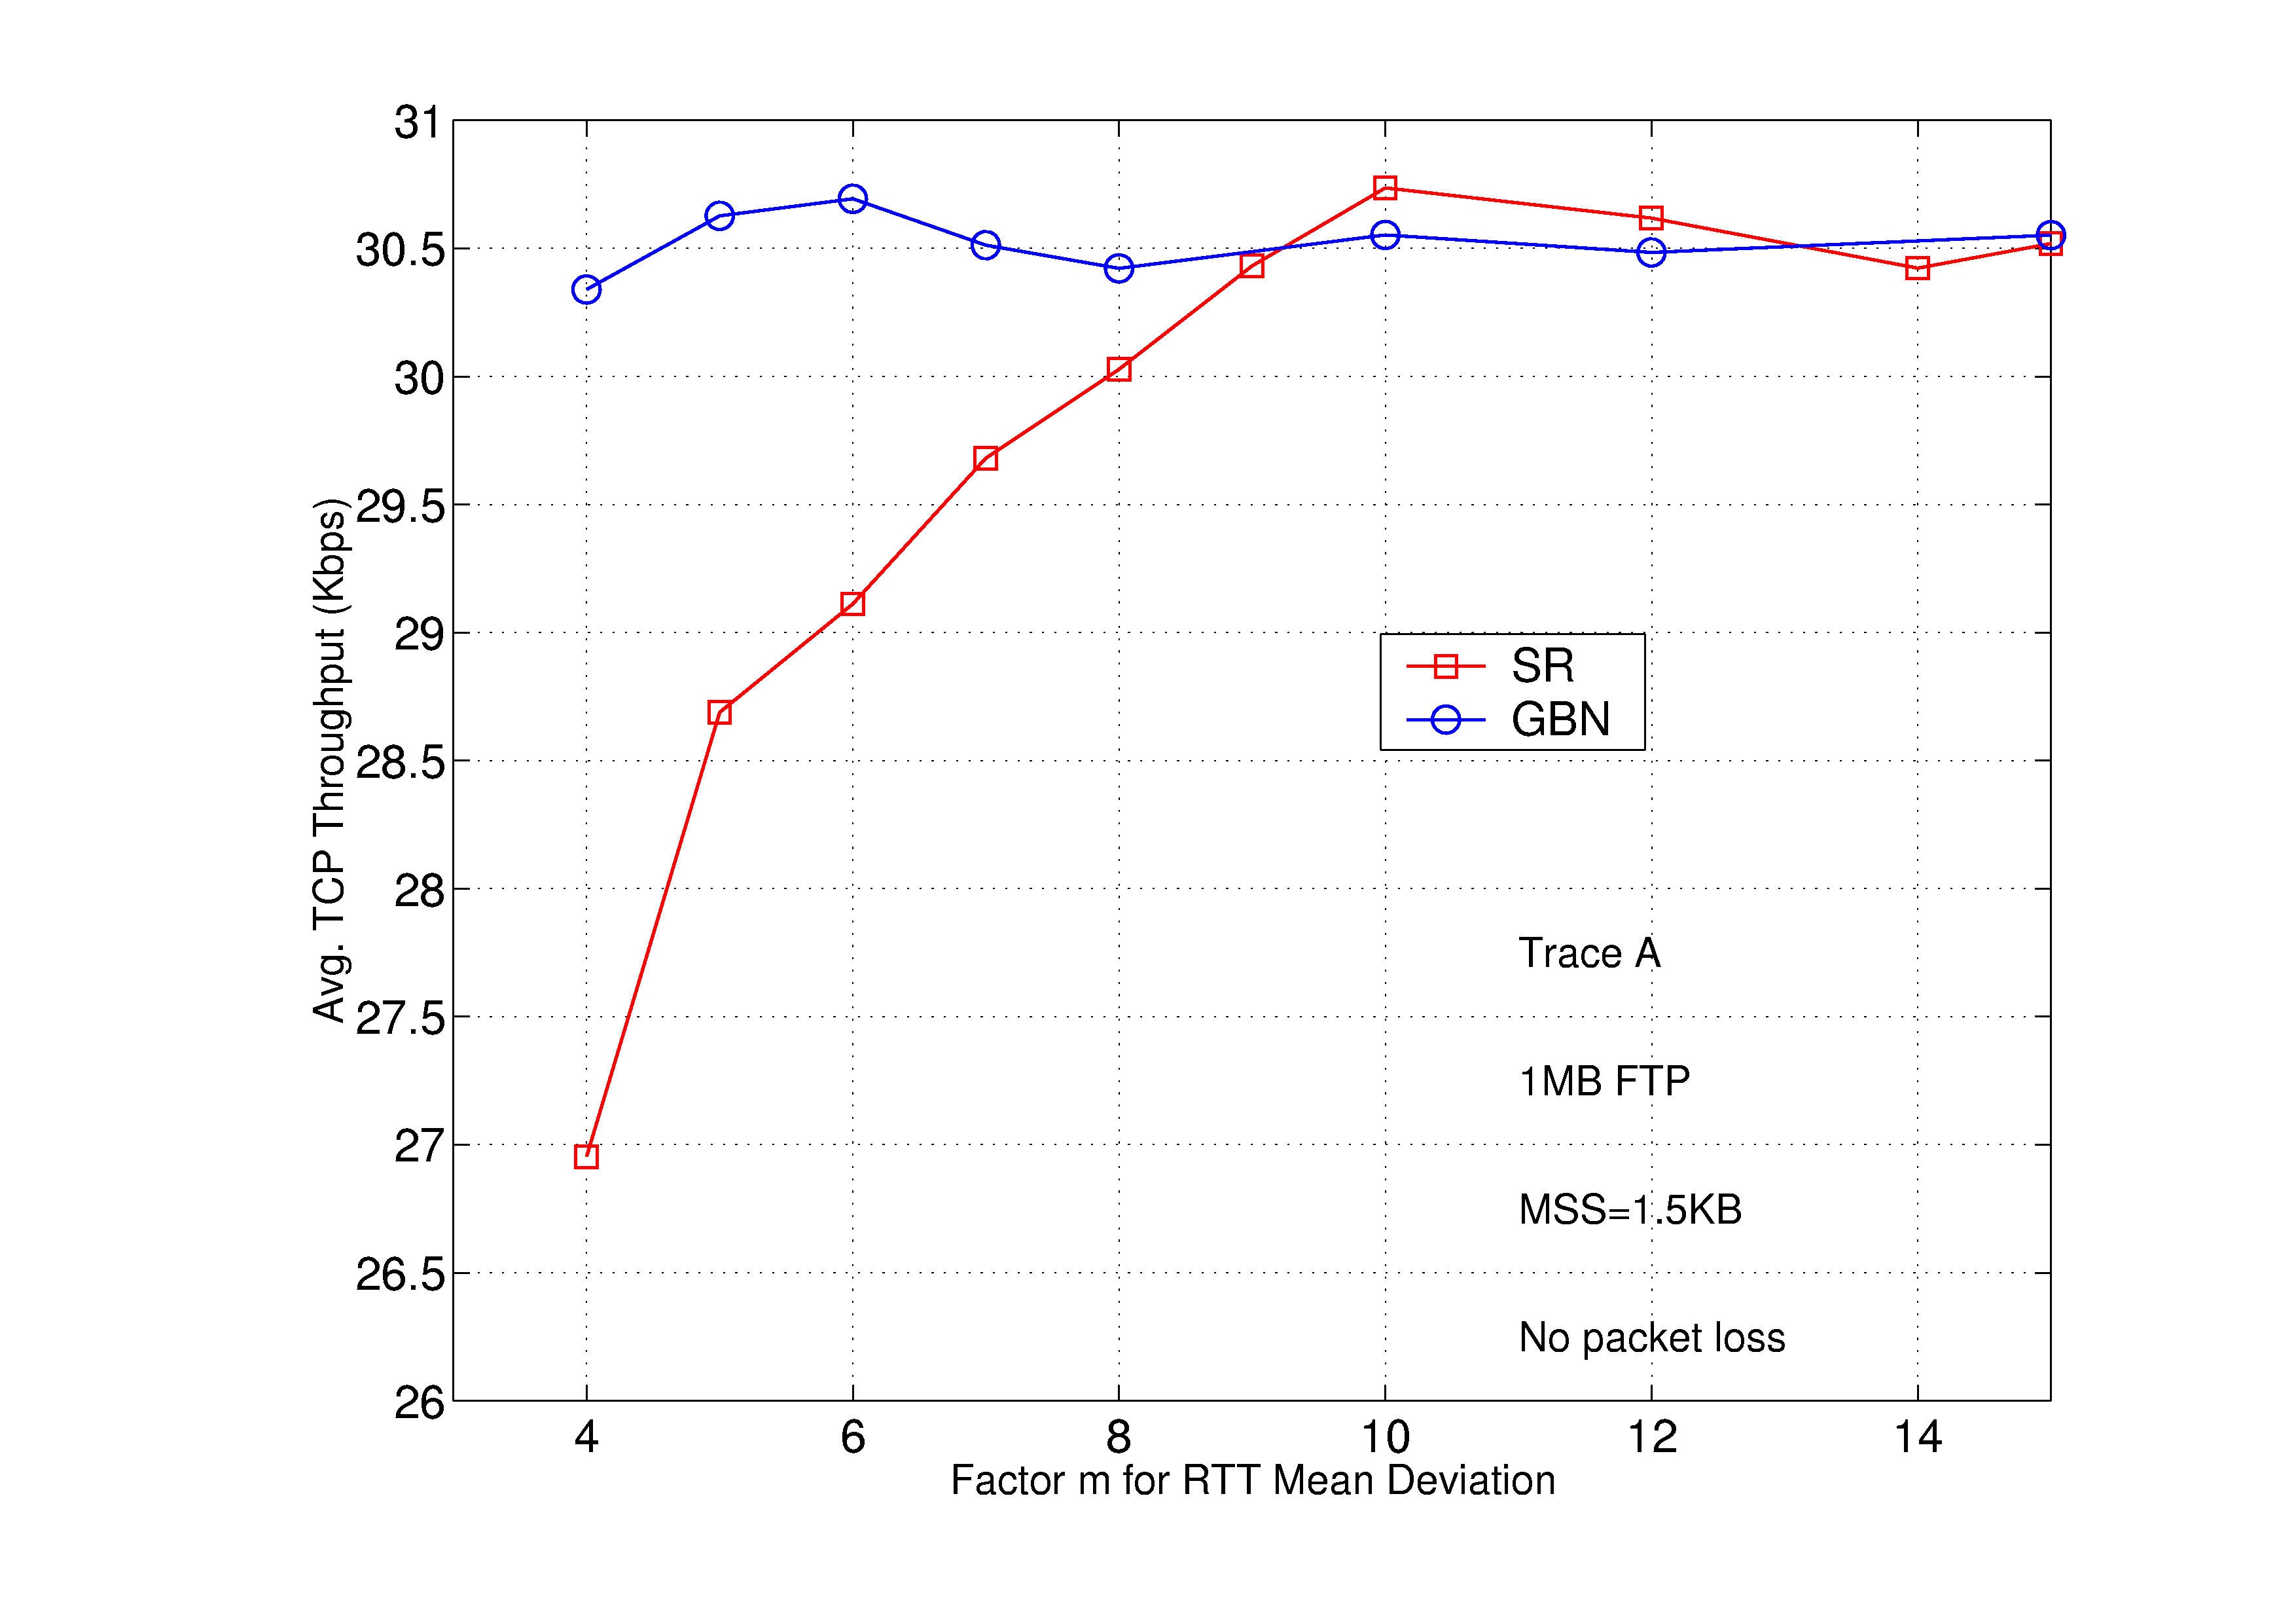 31
30.5
30
29.5
29
28.5
28
27.5
27
26.5
26
Avg. TCP Throughput (Kbps)
SR
GBN
Trace A
1MB FTP
MSS=1.5KB
No packet loss
4 6 8 10 12 14
Factor m for RTT Mean Deviation